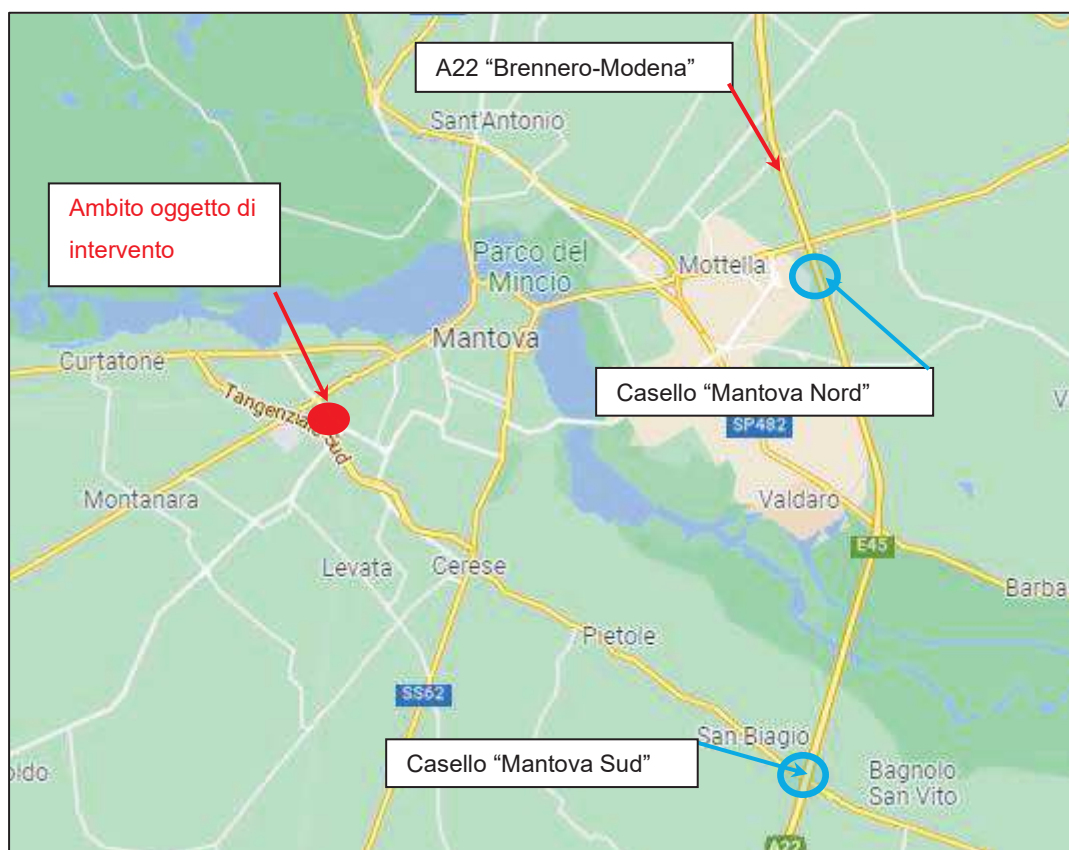 A22 “Brennero-Modena”
Sant'Antonio
Ambito oggetto di
intervento
Parco del
Mincio
Mottella
Mantova
Curtatone
Casello “Mantova Nord”
Tangenziale Sud
SP482
Montanara
Valdaro
E45
Levata
Cerese
Barba
Pietole
SS62
San Biagio
Casello “Mantova Sud”
Bagnolo
San Vito
oldo
A22